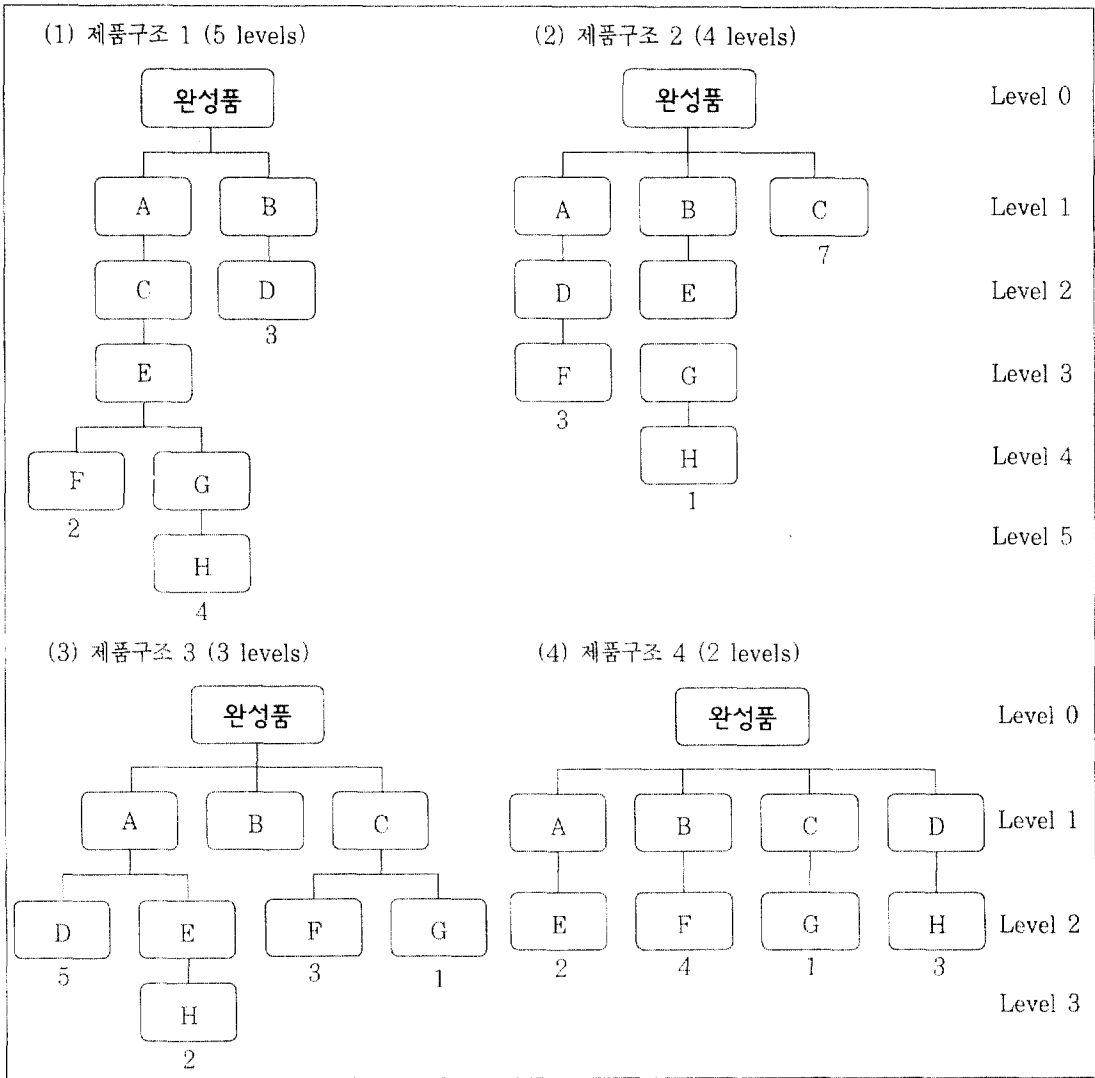 (1) 제품구조 1 (5 levels)
(2) 제품구조 2 (4 levels)
완성품
완성품
Level 0
A
B
A
B
C
Level 1
7
C
D
D
E
Level 2
3
E
F
G
Level 3
3
F
G
H
Level 4
2
1
H
Level 5
4
(3) 제품구조 3 (3 levels)
(4) 제품구조 4 (2 levels)
완성품
완성품
Level 0
A
B
C
A
B
C
D
Level 1
D
E
F
G
E
F
G
H
Level 2
5
3
1
2
4
1
3
H
Level 3
2